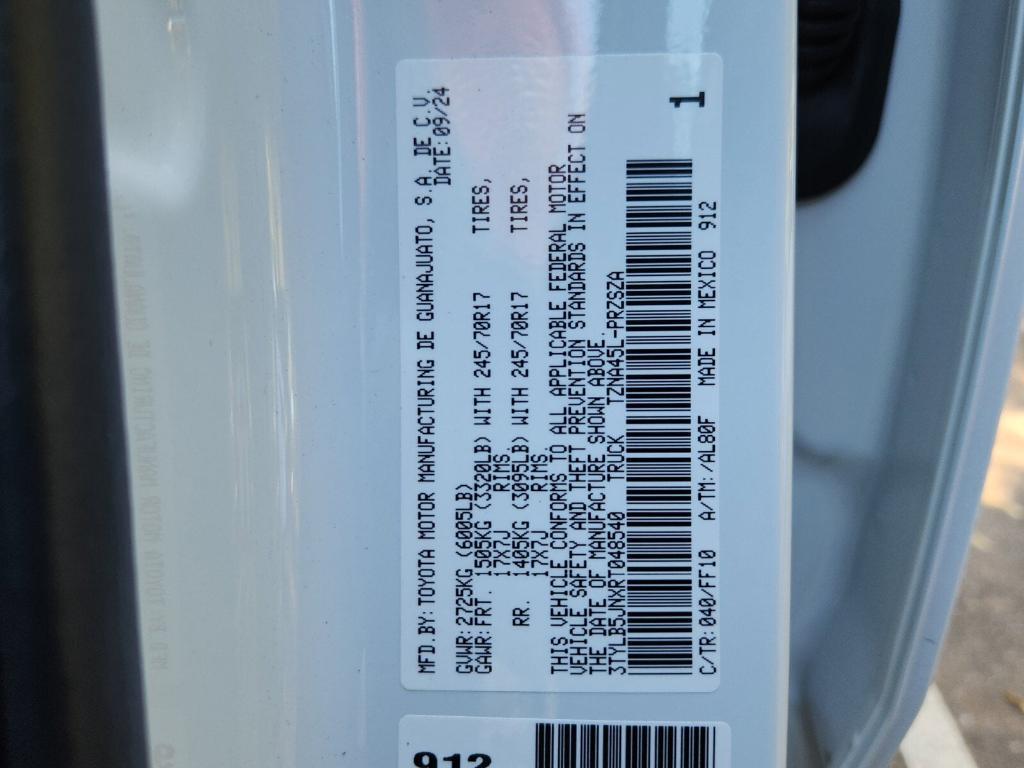 MFD.BY:TOYOTA MOTOR MANUFACTURING DE GUANAJUATO, S.A. DE C.V.
DATE:09/24
GVWR:2725KG (6005LB)
GAWR:FRT. 1505KG (3320LB) WITH 245/70R17 TIRES,
17X7J RIMS,
RR. 1405KG (3095LB) WITH 245/70R17 TIRES,
17X7J RIMS.
THIS VEHICLE CONFORMS TO ALL APPLICABLE FEDERAL MOTOR
VEHICLE SAFETY AND THEFT PREVENTION STANDARDS IN EFFECT ON
THE DATE OF MANUFACTURE SHOWN ABOVE.
3TYLB5JNXRT048540 TRUCK TZNA45L-PRZSZA
1
C/TR:040/FF10 A/TM:/AL80F MADE IN MEXICO 912
912